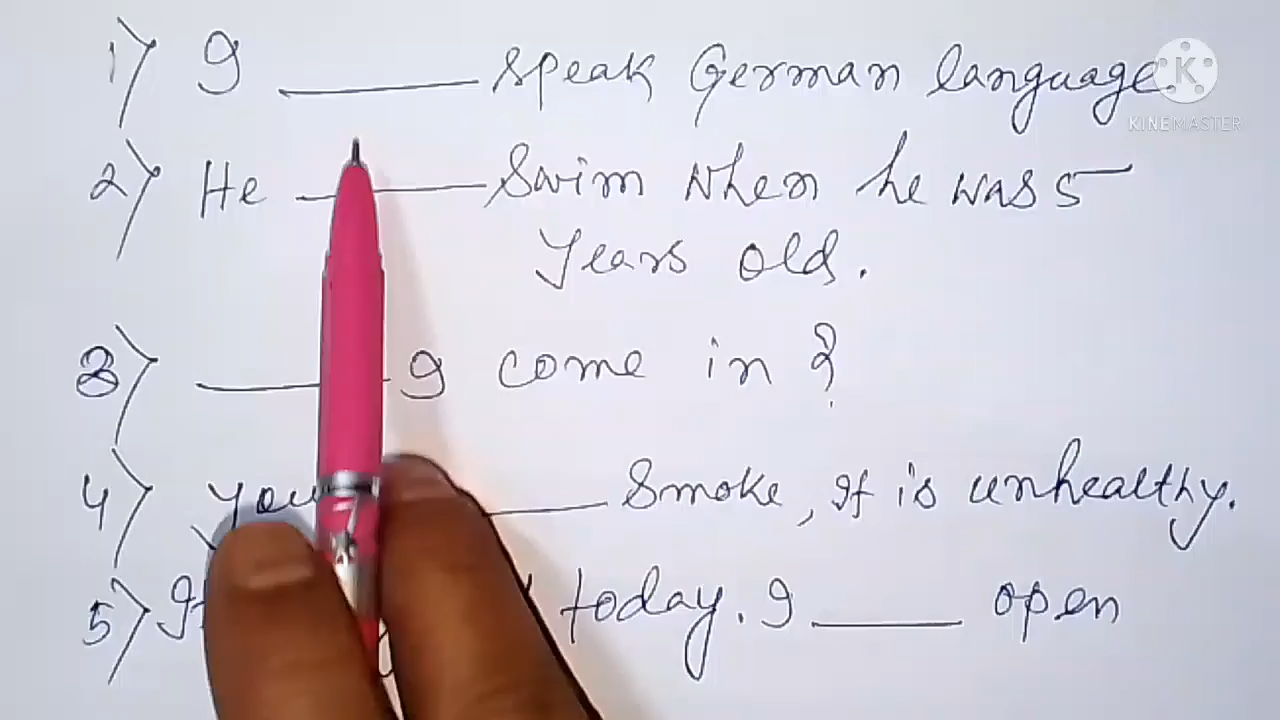 1) I ______ speak German language.
KINEMASTER
2) He ______ Swim when he was 5
Years old.
3) ______ I come in ?
4) you ______ Smoke, It is unhealthy.
5) It today. I ______ open